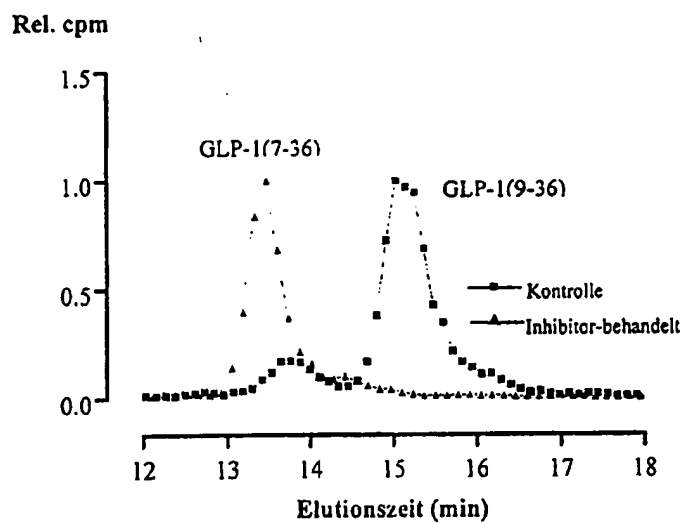 Rel. cpm
1.5
GLP-1(7-36)
1.0
GLP-1(9-36)
0.5
Kontrolle
Inhibitor-behandelt
0.0
12 13 14 15 16 17 18
Elutionszeit (min)